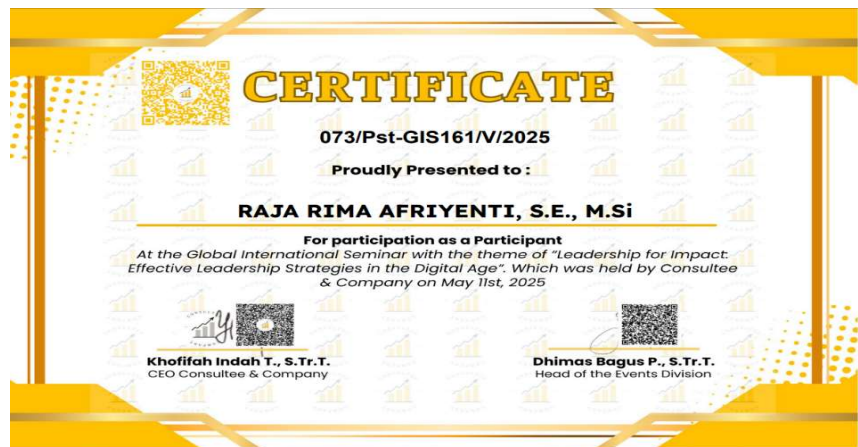 CERTIFICATE
073/Pst-GIS161/V/2025
Proudly Presented to :
RAJA RIMA AFRIYENTI, S.E., M.Si
For participation as a Participant
At the Global International Seminar with the theme of “Leadership for Impact:
Effective Leadership Strategies in the Digital Age”. Which was held by Consultee
& Company on May 11st, 2025
Khofifah Indah T., S.Tr.T.
CEO Consultee & Company
Dhimas Bagus P., S.Tr.T.
Head of the Events Division